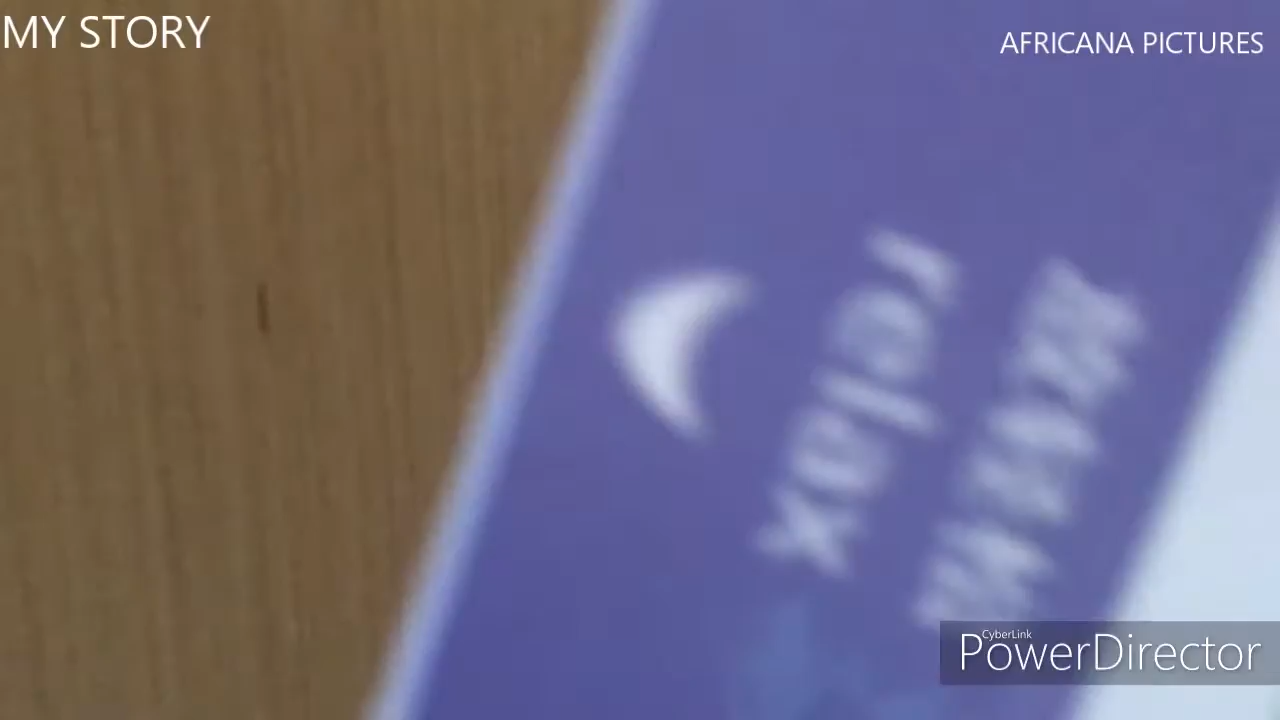 MY STORY
AFRICANA PICTURES
relax
CyberLink
PowerDirector